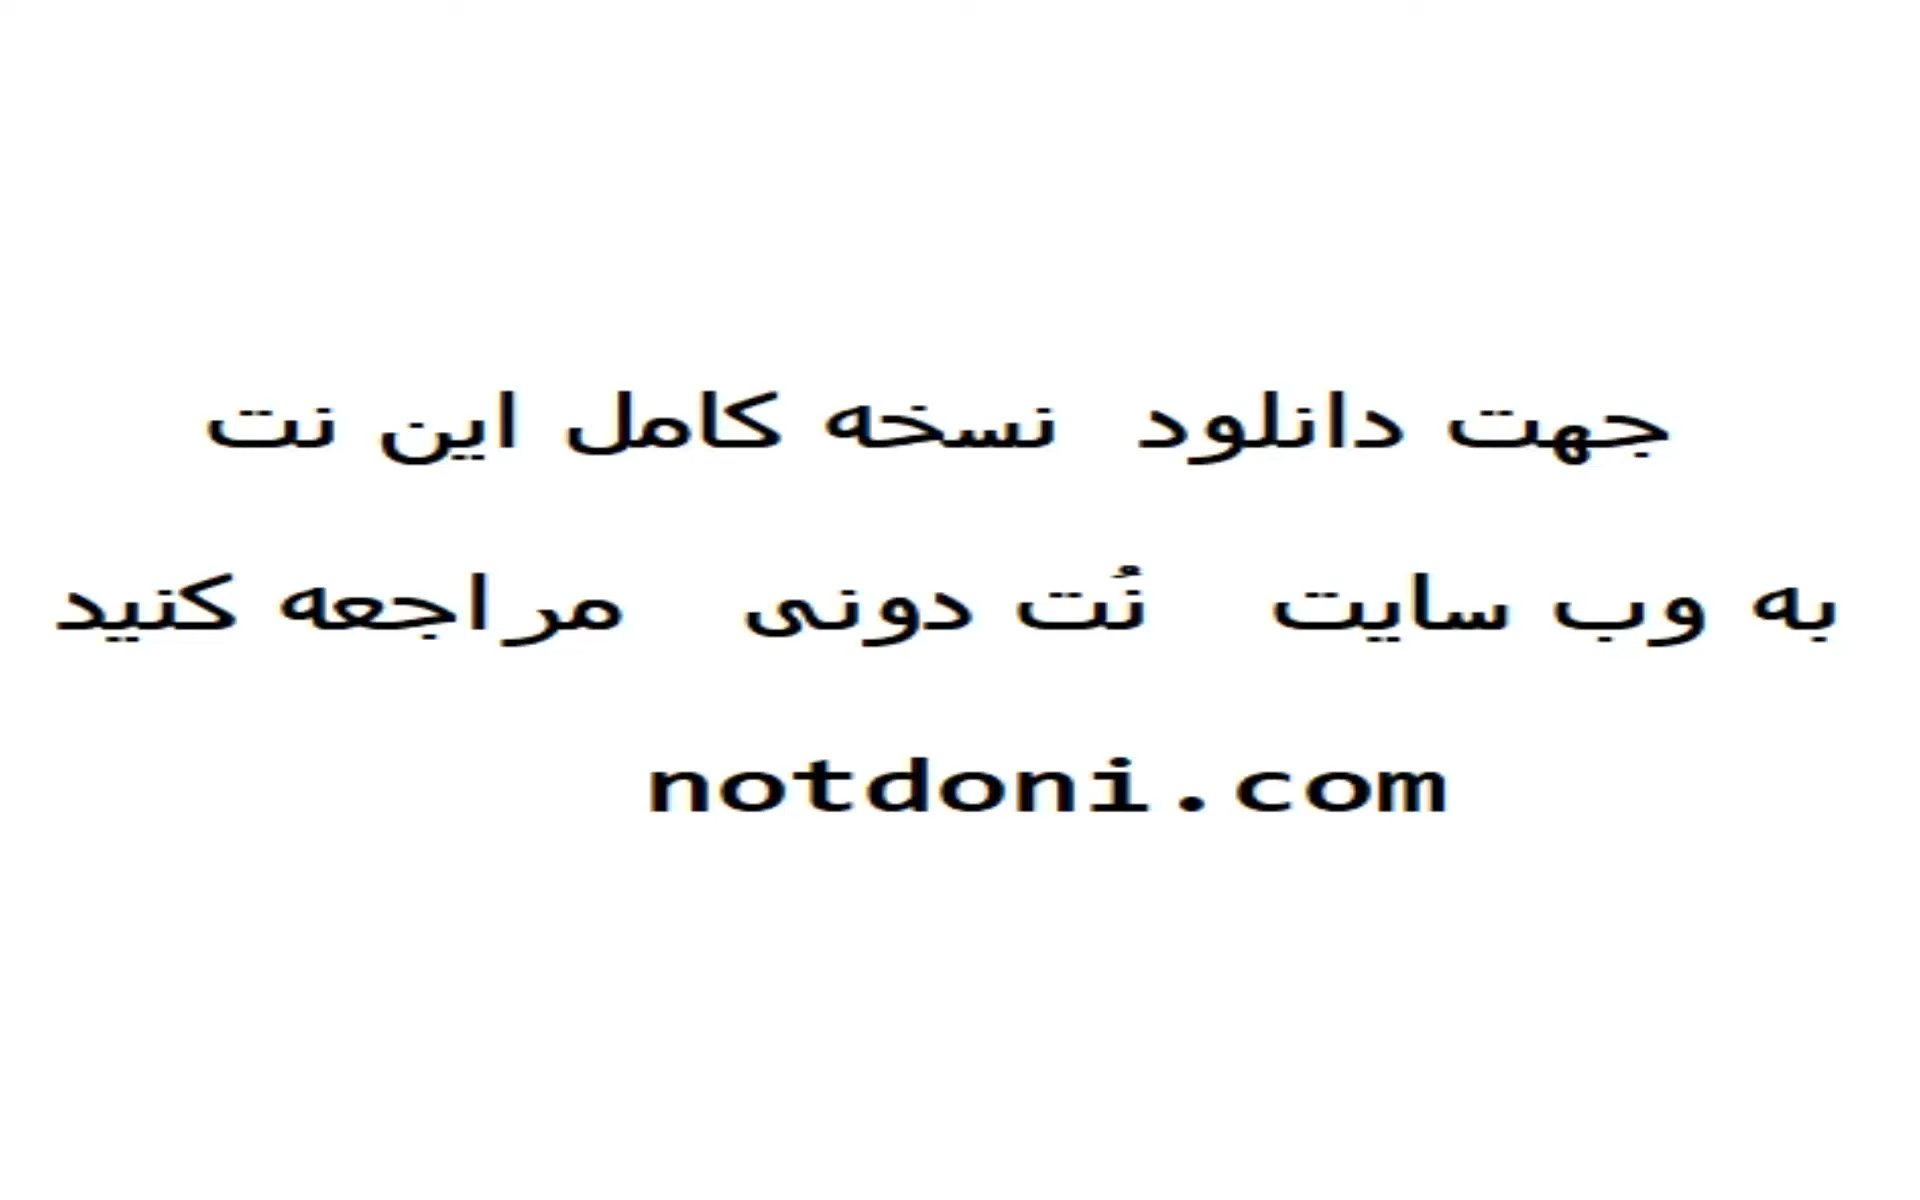 جهت دانلود نسخه کامل این نت
به وب سایت نُت دونی مراجعه کنید
notdoni.com